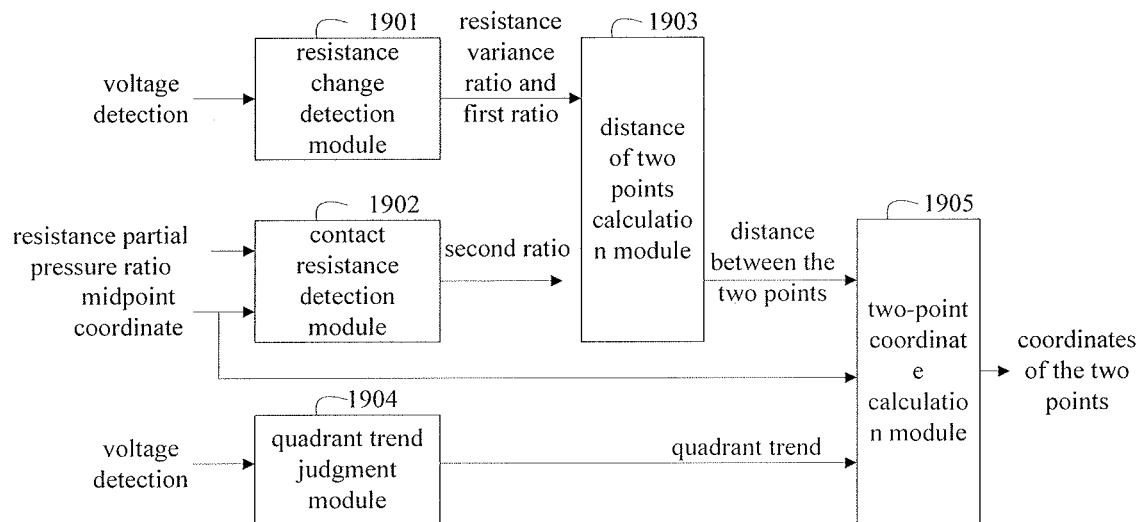 1901
resistance
change
detection
module
voltage
detection
resistance
variance
ratio and
first ratio
1903
distance
of two
points
calculatio
n module
1902
contact
resistance
detection
module
resistance partial
pressure ratio
midpoint
coordinate
second ratio
distance
between the
two points
1905
two-point
coordinat
e
calculatio
n module
coordinates
of the two
points
1904
quadrant trend
judgment
module
voltage
detection
quadrant trend